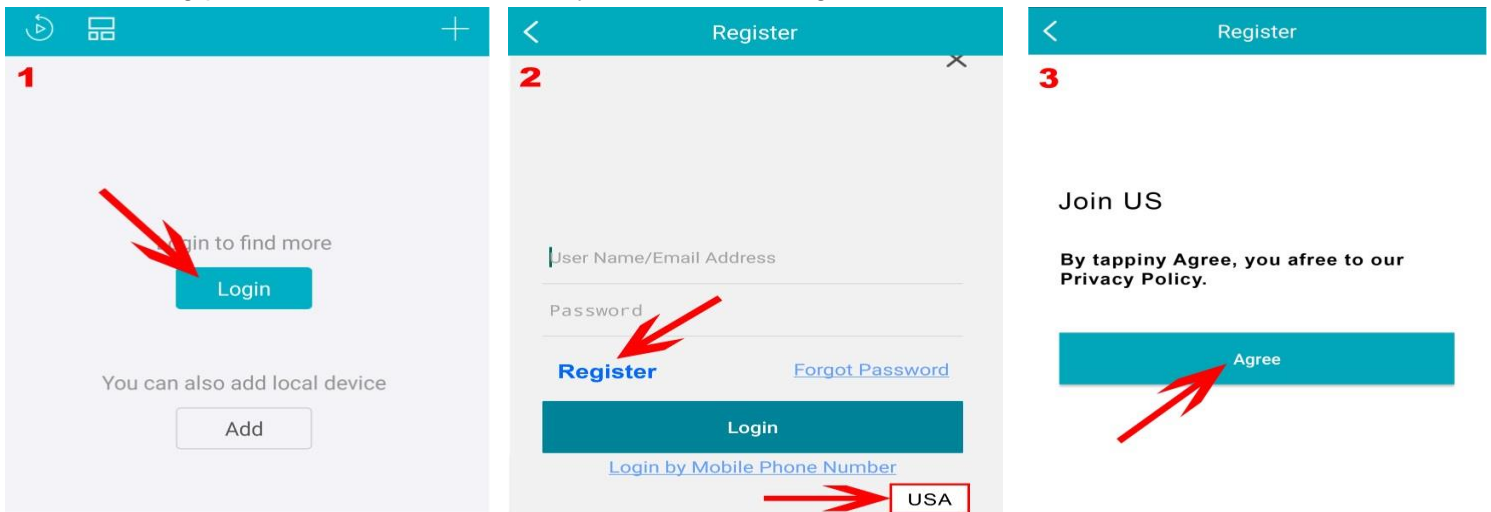 Register
Register
1
2
3
Join US
gin to find more
Login
User Name/Email Address
By tappiny Agree, you afree to our
Privacy Policy.
Password
Register
Forgot Password
Agree
You can also add local device
Add
Login
Login by Mobile Phone Number
USA